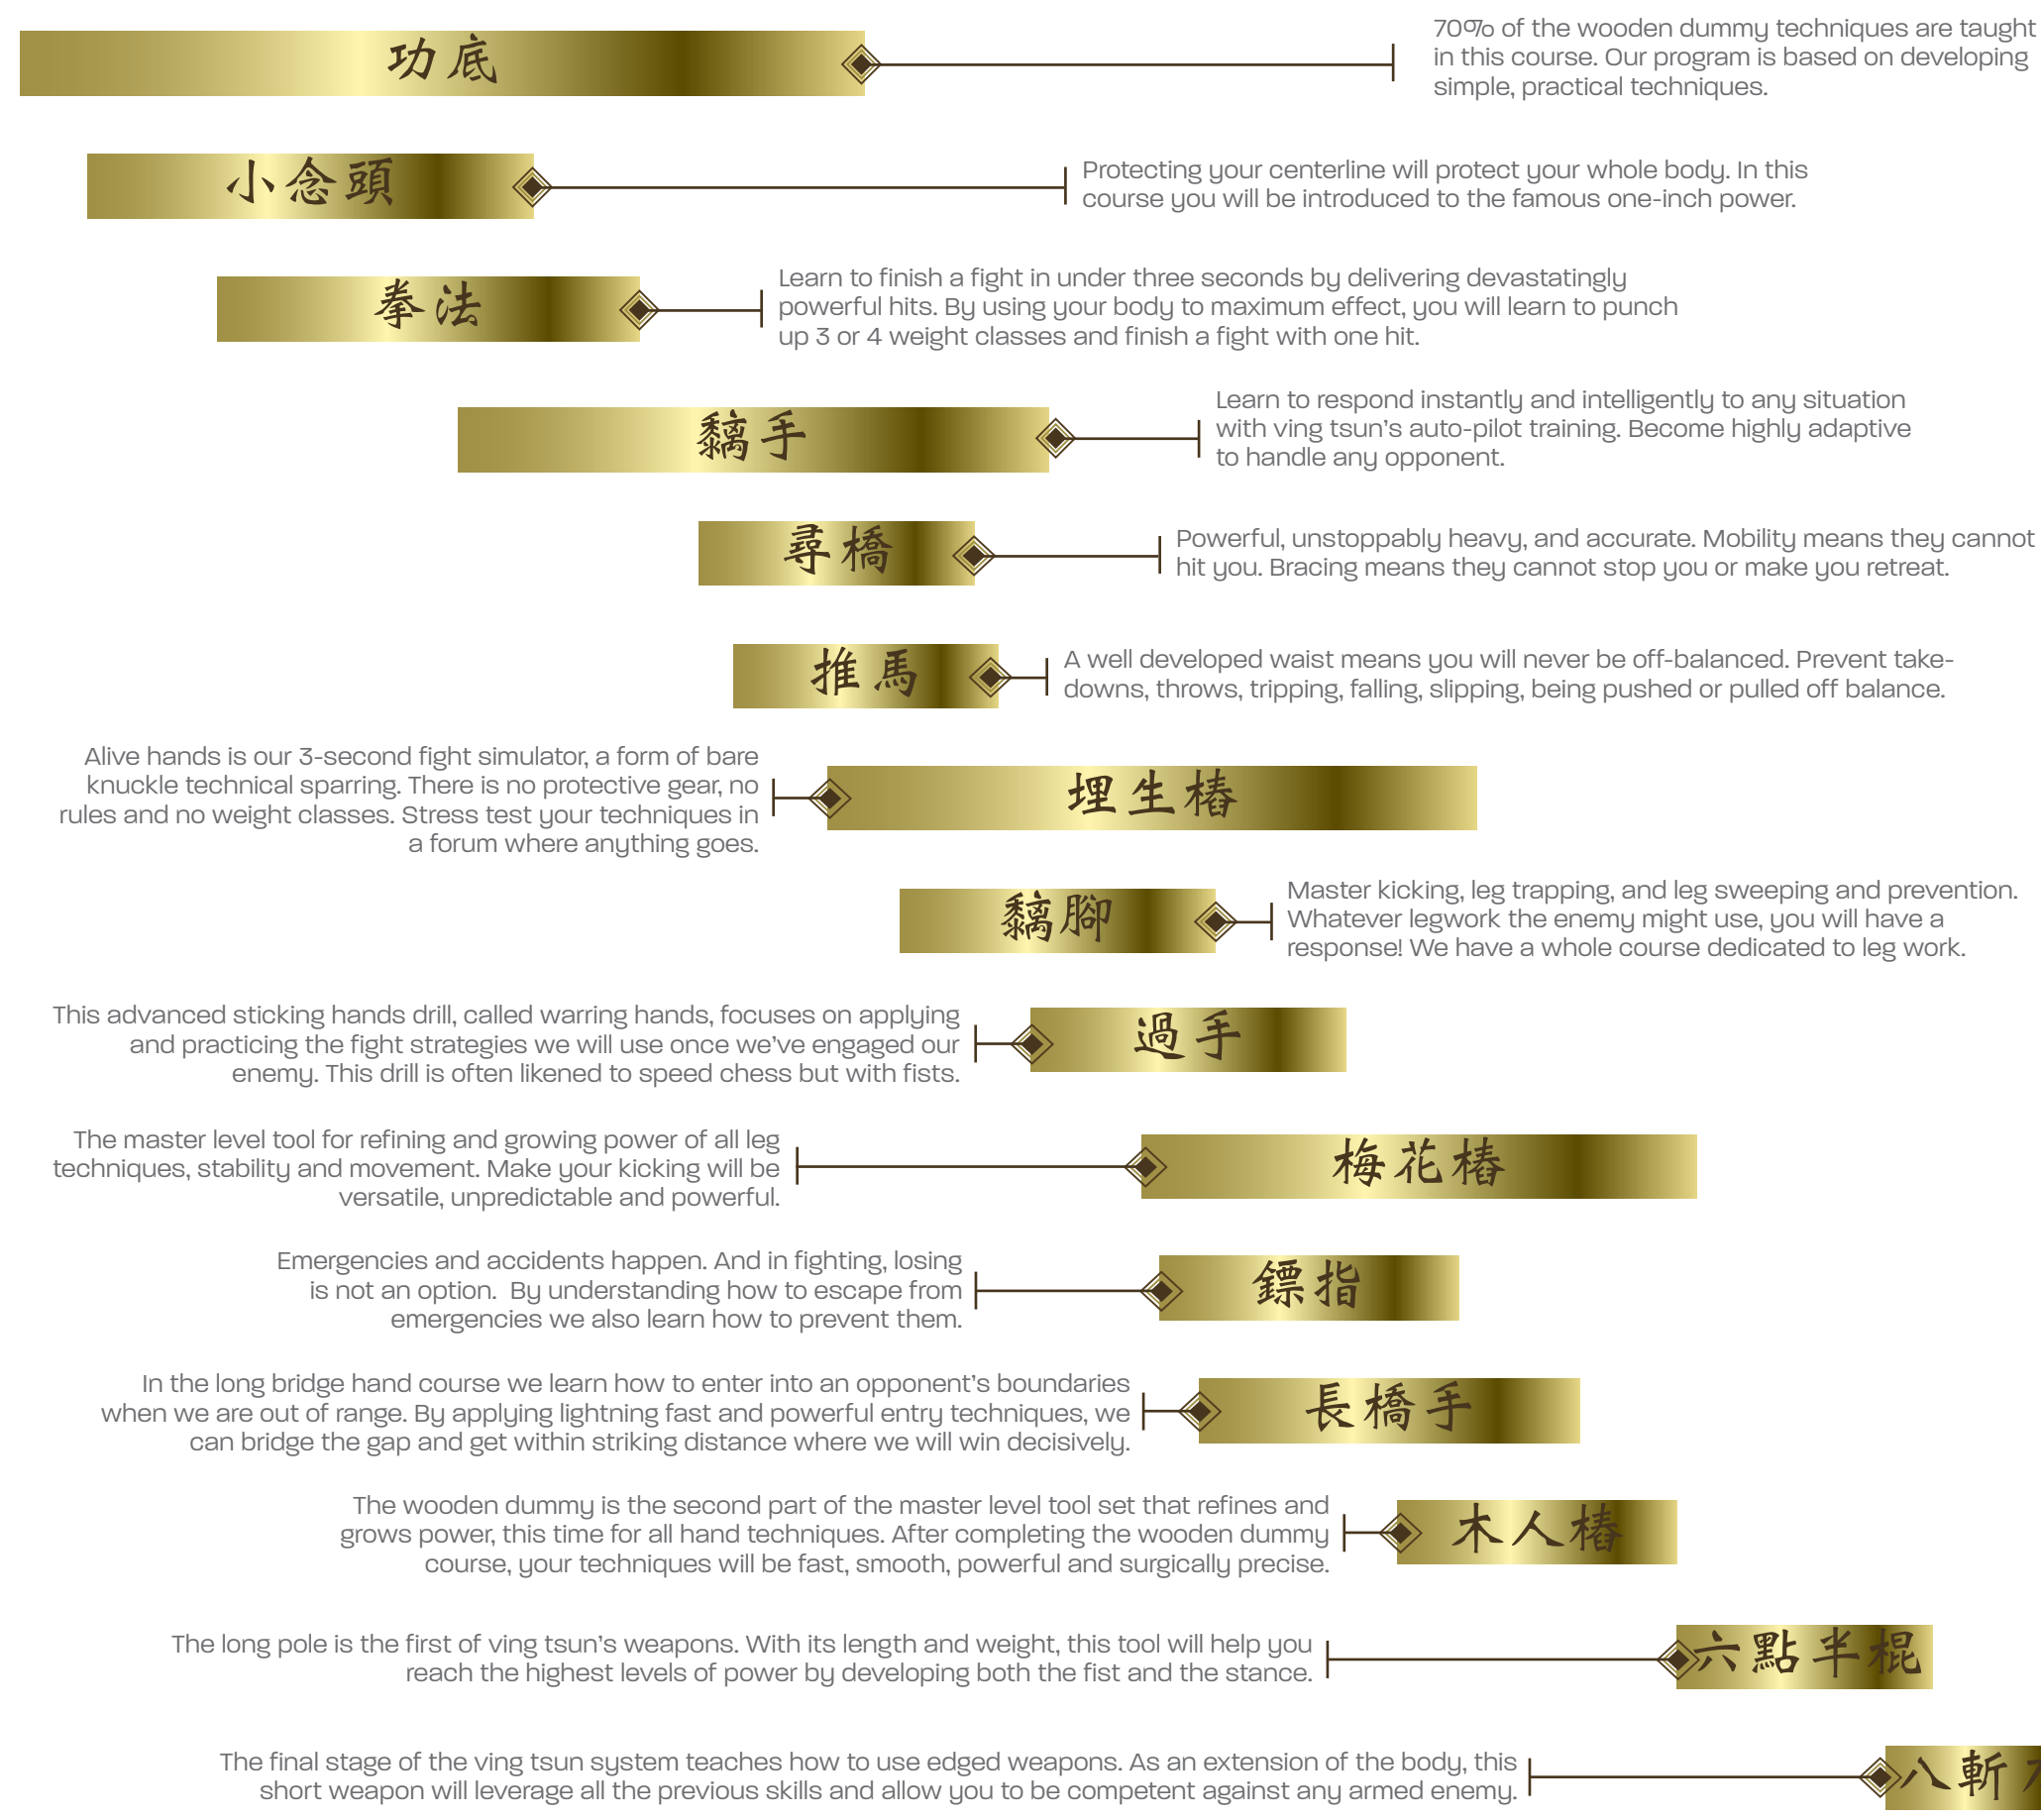 功底
70% of the wooden dummy techniques are taught
in this course. Our program is based on developing
simple, practical techniques.
小念頭
Protecting your centerline will protect your whole body. In this
course you will be introduced to the famous one-inch power.
拳法
Learn to finish a fight in under three seconds by delivering devastatingly
powerful hits. By using your body to maximum effect, you will learn to punch
up 3 or 4 weight classes and finish a fight with one hit.
黐手
Learn to respond instantly and intelligently to any situation
with ving tsun’s auto-pilot training. Become highly adaptive
to handle any opponent.
尋橋
Powerful, unstoppably heavy, and accurate. Mobility means they cannot
hit you. Bracing means they cannot stop you or make you retreat.
推馬
A well developed waist means you will never be off-balanced. Prevent take-
downs, throws, tripping, falling, slipping, being pushed or pulled off balance.
Alive hands is our 3-second fight simulator, a form of bare
knuckle technical sparring. There is no protective gear, no
rules and no weight classes. Stress test your techniques in
a forum where anything goes.
埋生樁
黐腳
Master kicking, leg trapping, and leg sweeping and prevention.
Whatever legwork the enemy might use, you will have a
response! We have a whole course dedicated to leg work.
This advanced sticking hands drill, called warring hands, focuses on applying
and practicing the fight strategies we will use once we’ve engaged our
enemy. This drill is often likened to speed chess but with fists.
過手
The master level tool for refining and growing power of all leg
techniques, stability and movement. Make your kicking will be
versatile, unpredictable and powerful.
梅花樁
Emergencies and accidents happen. And in fighting, losing
is not an option.  By understanding how to escape from
emergencies we also learn how to prevent them.
鏢指
In the long bridge hand course we learn how to enter into an opponent’s boundaries
when we are out of range. By applying lightning fast and powerful entry techniques, we
can bridge the gap and get within striking distance where we will win decisively.
長橋手
The wooden dummy is the second part of the master level tool set that refines and
grows power, this time for all hand techniques. After completing the wooden dummy
course, your techniques will be fast, smooth, powerful and surgically precise.
木人樁
The long pole is the first of ving tsun’s weapons. With its length and weight, this tool will help you
reach the highest levels of power by developing both the fist and the stance.
六點半棍
The final stage of the ving tsun system teaches how to use edged weapons. As an extension of the body, this
short weapon will leverage all the previous skills and allow you to be competent against any armed enemy.
八斬